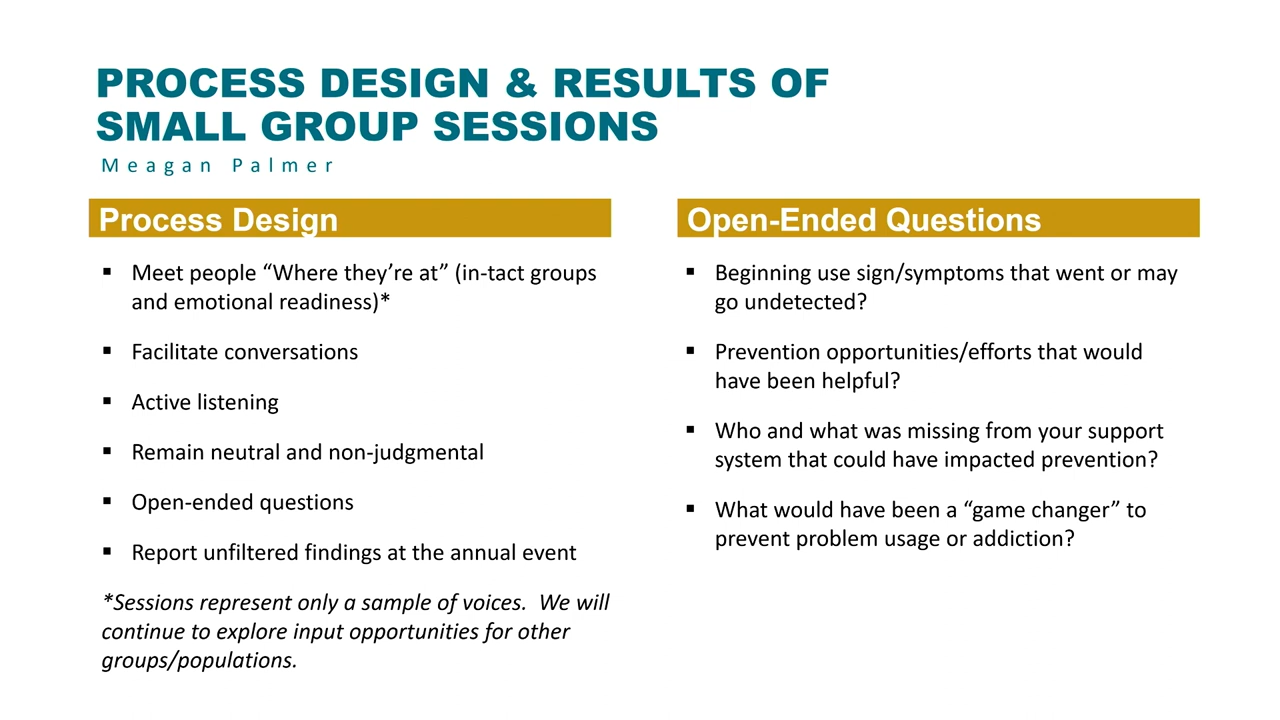 PROCESS DESIGN & RESULTS OF
SMALL GROUP SESSIONS
Meagan Palmer
Process Design
▪ Meet people “Where they’re at” (in-tact groups
and emotional readiness)*
▪ Facilitate conversations
▪ Active listening
▪ Remain neutral and non-judgmental
▪ Open-ended questions
▪ Report unfiltered findings at the annual event
*Sessions represent only a sample of voices.  We will
continue to explore input opportunities for other
groups/populations.
Open-Ended Questions
▪ Beginning use sign/symptoms that went or may
go undetected?
▪ Prevention opportunities/efforts that would
have been helpful?
▪ Who and what was missing from your support
system that could have impacted prevention?
▪ What would have been a “game changer” to
prevent problem usage or addiction?